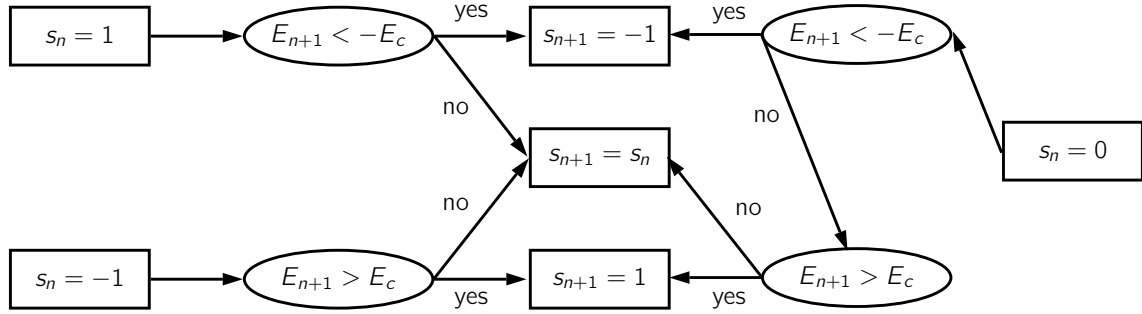 yes
yes
s_n = 1
E_{n+1} < −E_c
s_{n+1} = −1
E_{n+1} < −E_c
no
no
s_{n+1} = s_n
s_n = 0
no
no
s_n = −1
E_{n+1} > E_c
s_{n+1} = 1
E_{n+1} > E_c
yes
yes